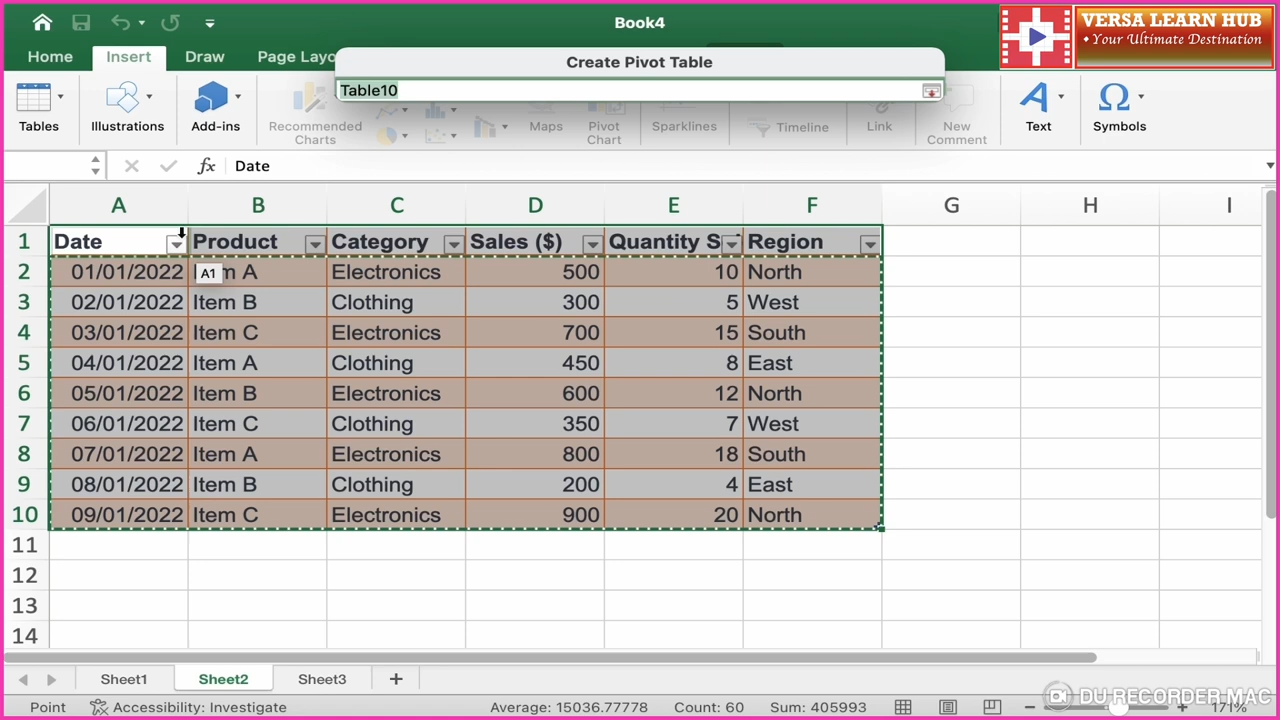 Book4
VERSA LEARN HUB
• Your Ultimate Destination
Home Insert Draw Page Layo
Create Pivot Table
Table10
Tables Illustrations Add-ins Recommended Charts Maps Pivot Chart Sparklines Timeline Link New Comment Text Symbols
fx Date
A B C D E F G H I
1 Date Product Category Sales ($) Quantity S Region
2 01/01/2022 Item A Electronics 500 10 North
A1
3 02/01/2022 Item B Clothing 300 5 West
4 03/01/2022 Item C Electronics 700 15 South
5 04/01/2022 Item A Clothing 450 8 East
6 05/01/2022 Item B Electronics 600 12 North
7 06/01/2022 Item C Clothing 350 7 West
8 07/01/2022 Item A Electronics 800 18 South
9 08/01/2022 Item B Clothing 200 4 East
10 09/01/2022 Item C Electronics 900 20 North
11
12
13
14
Sheet1 Sheet2 Sheet3 +
Point Accessibility: Investigate Average: 15036.77778 Count: 60 Sum: 405993 171%
DU RECORDER MAC